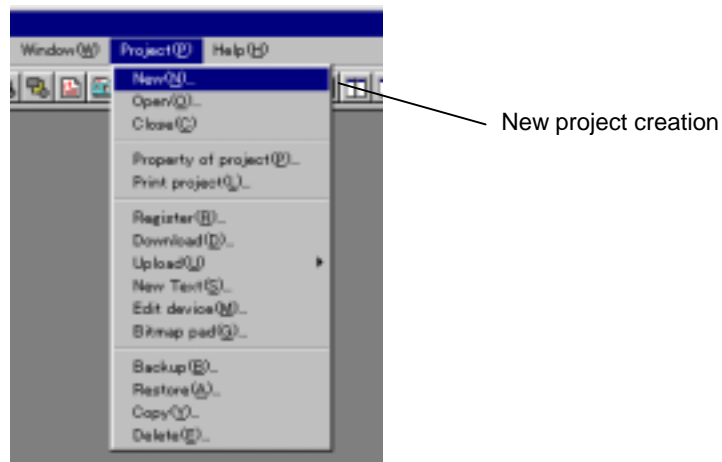 Window(W) Project(P) Help(H)
New(N)...
Open(O)...
Close(C)
New project creation
Property of project(P)...
Print project(L)...
Register(R)...
Download(D)...
Upload(U)
New Text(S)...
Edit device(M)...
Bitmap pad(G)...
Backup(B)...
Restore(A)...
Copy(Y)...
Delete(E)...